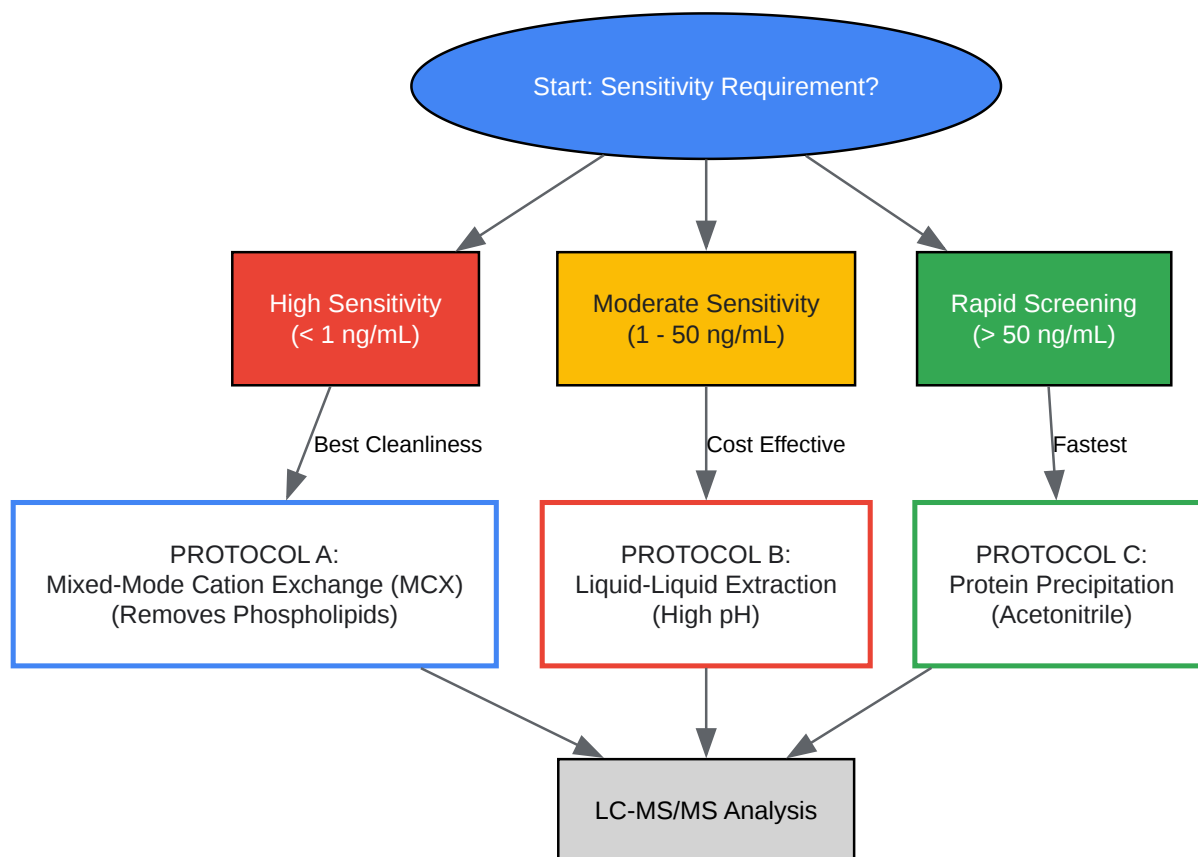 Start: Sensitivity Requirement?
High Sensitivity
(< 1 ng/mL)
Moderate Sensitivity
(1 - 50 ng/mL)
Rapid Screening
(> 50 ng/mL)
Best Cleanliness
Cost Effective
Fastest
PROTOCOL A:
Mixed-Mode Cation Exchange (MCX)
(Removes Phospholipids)
PROTOCOL B:
Liquid-Liquid Extraction
(High pH)
PROTOCOL C:
Protein Precipitation
(Acetonitrile)
LC-MS/MS Analysis